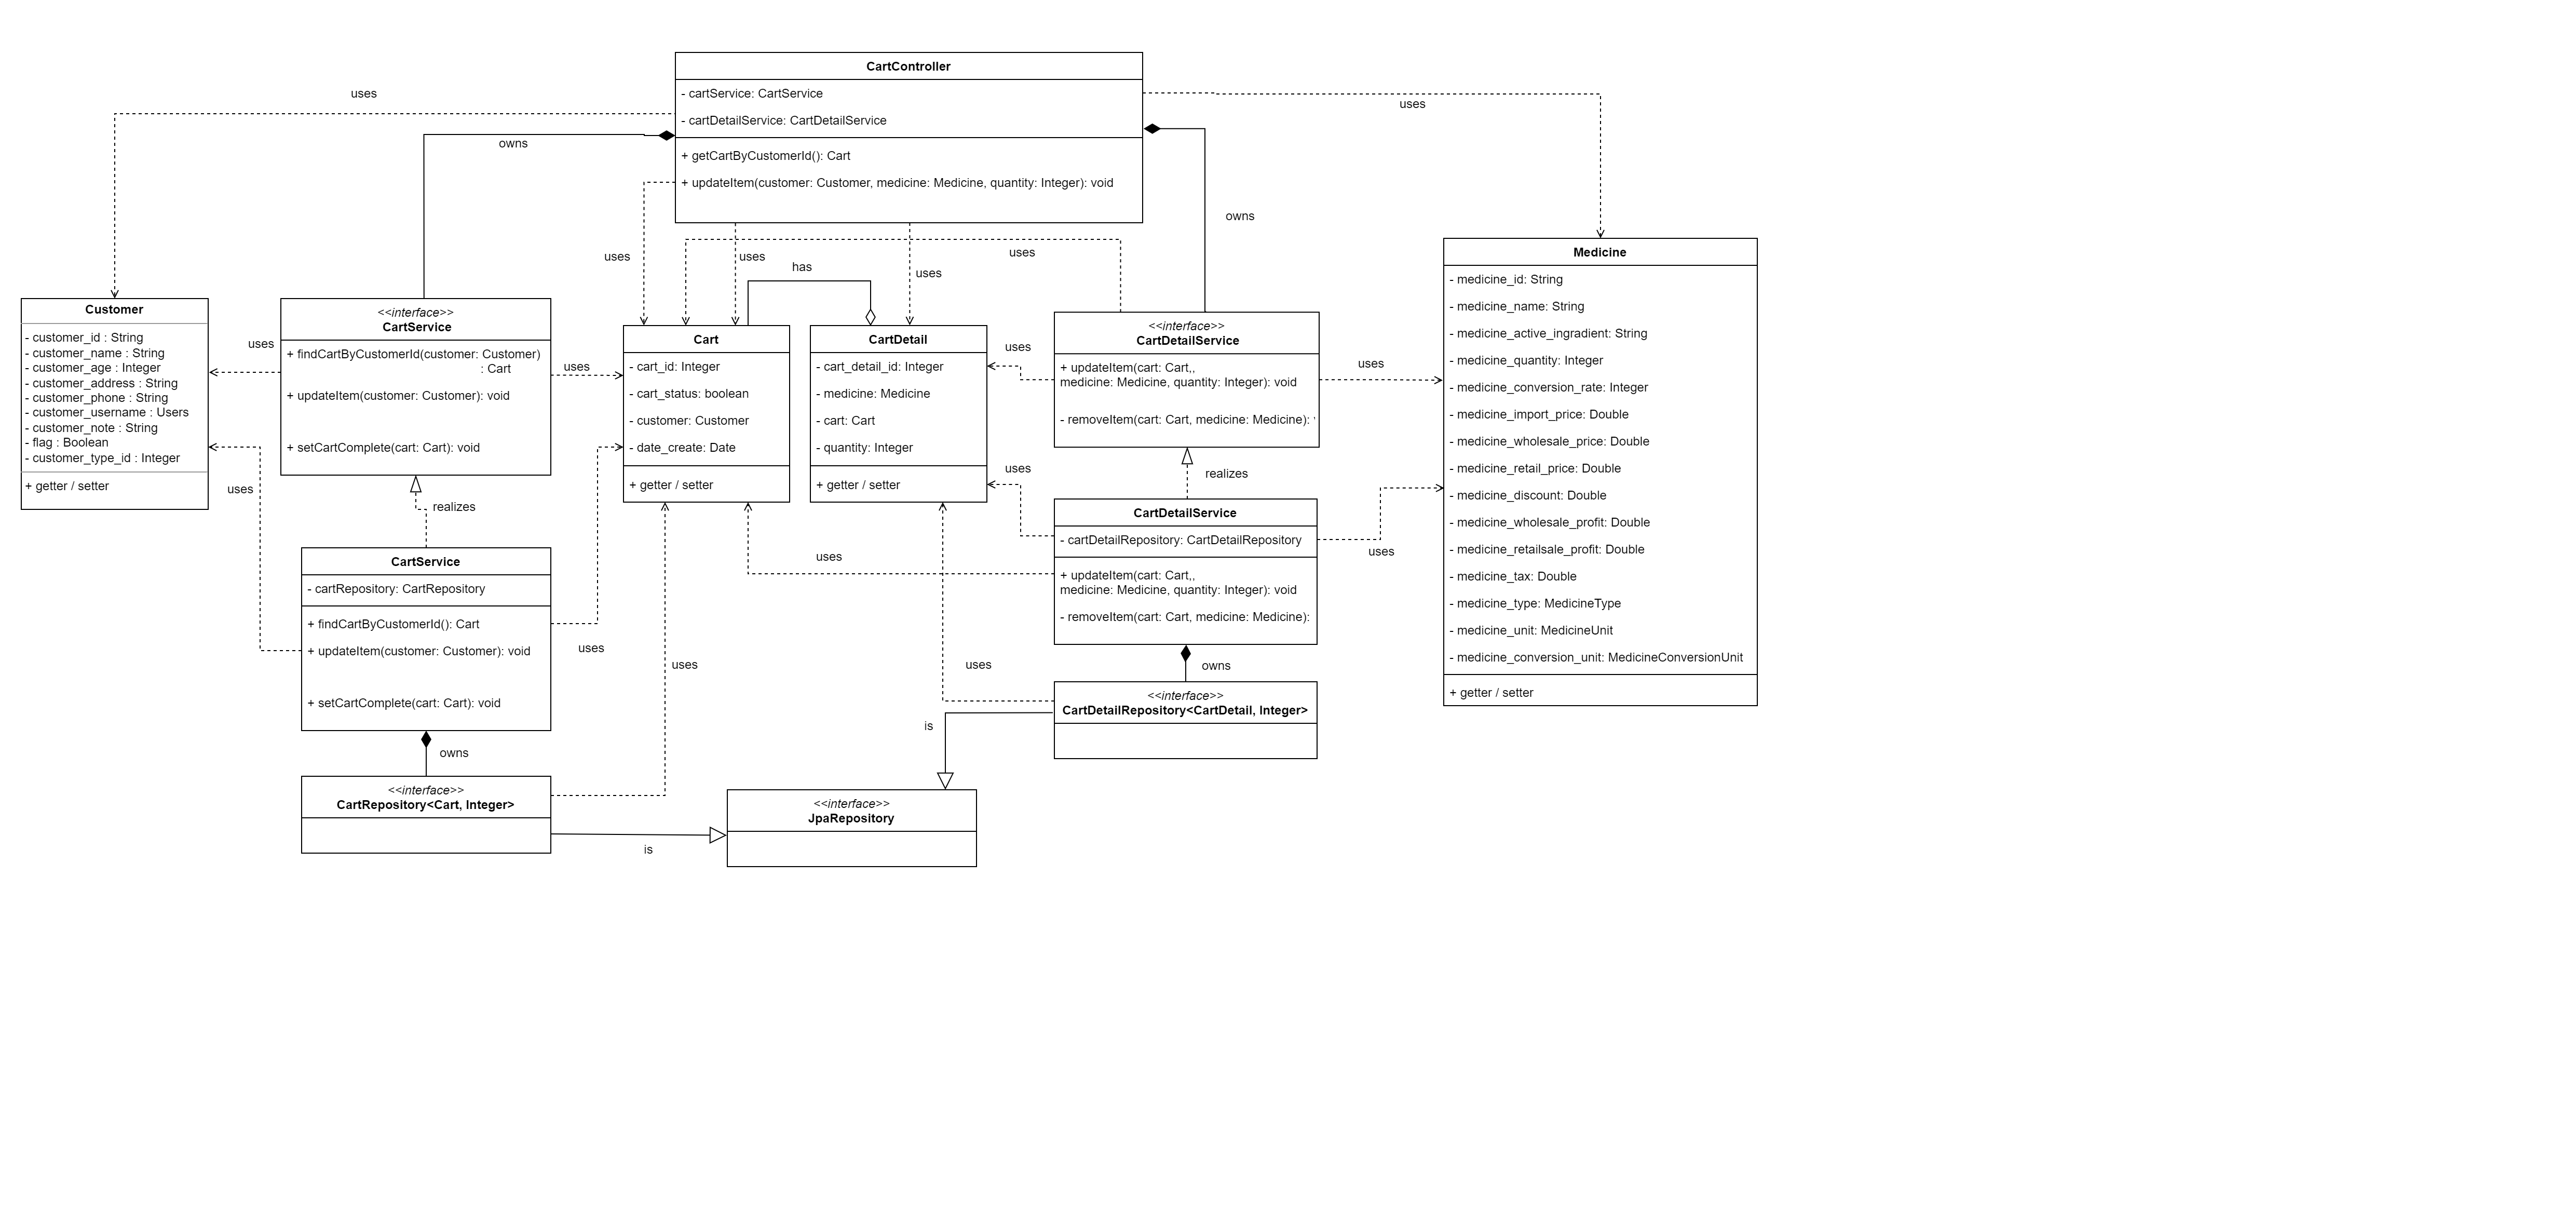 CartController
- cartService: CartService
- cartDetailService: CartDetailService
+ getCartByCustomerId(): Cart
+ updateItem(customer: Customer, medicine: Medicine, quantity: Integer): void
uses
owns
uses
owns
uses
uses
uses
uses
has
Customer
- customer_id : String
- customer_name : String
- customer_age : Integer
- customer_address : String
- customer_phone : String
- customer_username : Users
- customer_note : String
- flag : Boolean
- customer_type_id : Integer
+ getter / setter
uses
uses
<<interface>>
CartService
+ findCartByCustomerId(customer: Customer)
: Cart
+ updateItem(customer: Customer): void
+ setCartComplete(cart: Cart): void
uses
realizes
CartService
- cartRepository: CartRepository
+ findCartByCustomerId(): Cart
+ updateItem(customer: Customer): void
+ setCartComplete(cart: Cart): void
uses
owns
<<interface>>
CartRepository<Cart, Integer>
uses
is
Cart
- cart_id: Integer
- cart_status: boolean
- customer: Customer
- date_create: Date
+ getter / setter
CartDetail
- cart_detail_id: Integer
- medicine: Medicine
- cart: Cart
- quantity: Integer
+ getter / setter
uses
uses
uses
uses
is
<<interface>>
JpaRepository
<<interface>>
CartDetailService
+ updateItem(cart: Cart,,
medicine: Medicine, quantity: Integer): void
- removeItem(cart: Cart, medicine: Medicine):
uses
realizes
CartDetailService
- cartDetailRepository: CartDetailRepository
+ updateItem(cart: Cart,,
medicine: Medicine, quantity: Integer): void
- removeItem(cart: Cart, medicine: Medicine):
uses
owns
<<interface>>
CartDetailRepository<CartDetail, Integer>
Medicine
- medicine_id: String
- medicine_name: String
- medicine_active_ingradient: String
- medicine_quantity: Integer
- medicine_conversion_rate: Integer
- medicine_import_price: Double
- medicine_wholesale_price: Double
- medicine_retail_price: Double
- medicine_discount: Double
- medicine_wholesale_profit: Double
- medicine_retailsale_profit: Double
- medicine_tax: Double
- medicine_type: MedicineType
- medicine_unit: MedicineUnit
- medicine_conversion_unit: MedicineConversionUnit
+ getter / setter